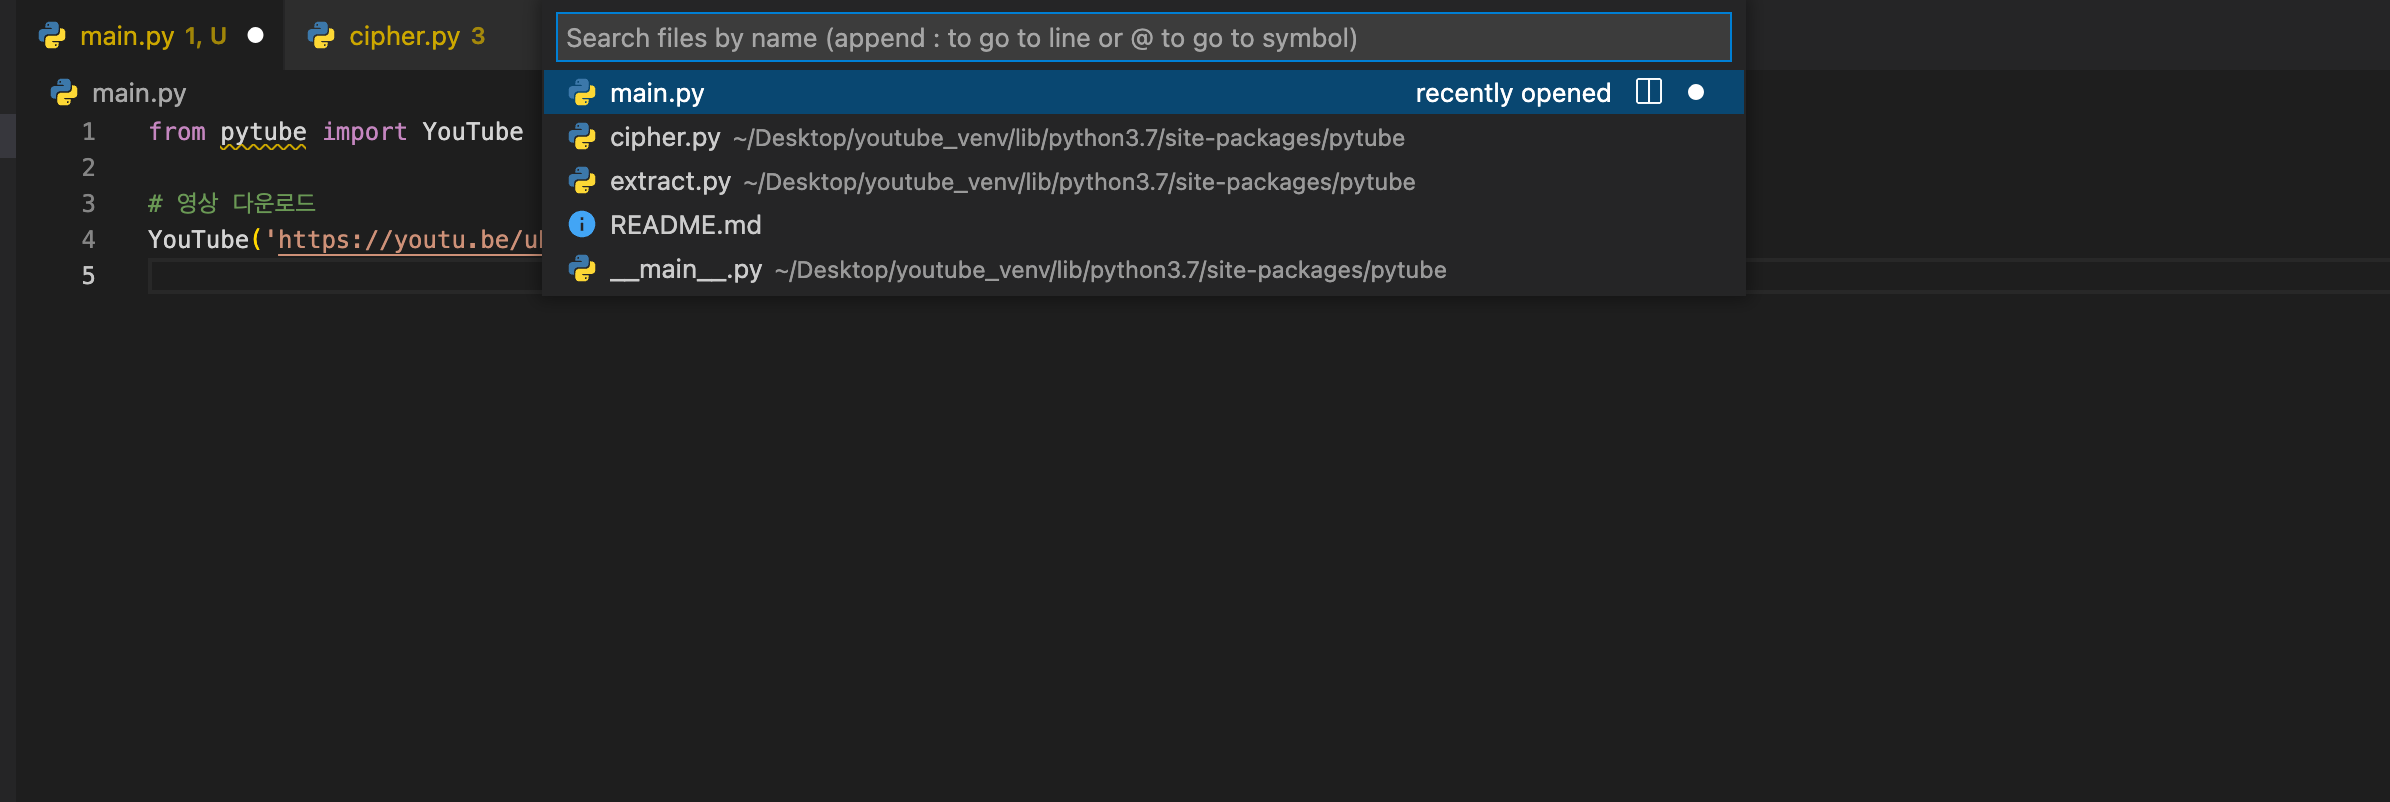 main.py 1, U
cipher.py 3
Search files by name (append : to go to line or @ to go to symbol)
main.py recently opened
cipher.py ~/Desktop/youtube_venv/lib/python3.7/site-packages/pytube
extract.py ~/Desktop/youtube_venv/lib/python3.7/site-packages/pytube
README.md
__main__.py ~/Desktop/youtube_venv/lib/python3.7/site-packages/pytube
main.py
1 from pytube import YouTube
2
3 # 영상 다운로드
4 YouTube('https://youtu.be/
5